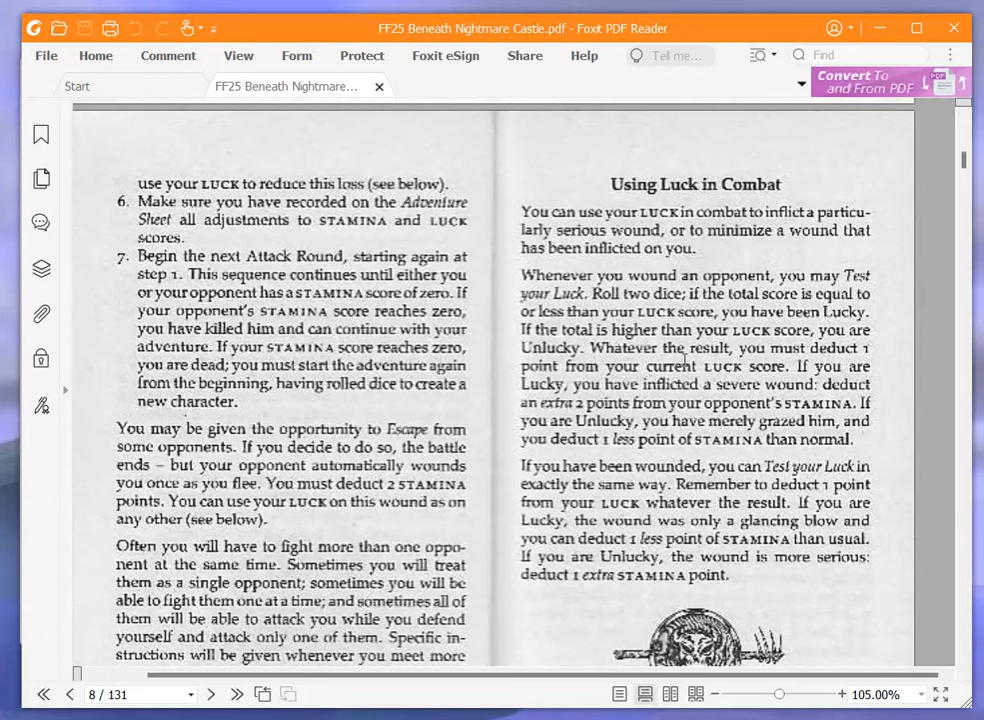 FF25 Beneath Nightmare Castle.pdf - Foxit PDF Reader
File Home Comment View Form Protect Foxit eSign Share Help Tell me... Find
Start FF25 Beneath Nightmare... Convert To
and From PDF
PDF
use your LUCK to reduce this loss (see below).
6. Make sure you have recorded on the Adventure
Sheet all adjustments to STAMINA and LUCK
scores.
7. Begin the next Attack Round, starting again at
step 1. This sequence continues until either you
or your opponent has a STAMINA score of zero. If
your opponent's STAMINA score reaches zero,
you have killed him and can continue with your
adventure. If your STAMINA score reaches zero,
you are dead; you must start the adventure again
from the beginning, having rolled dice to create a
new character.
You may be given the opportunity to Escape from
some opponents. If you decide to do so, the battle
ends – but your opponent automatically wounds
you once as you flee. You must deduct 2 STAMINA
points. You can use your LUCK on this wound as on
any other (see below).
Often you will have to fight more than one oppo-
nent at the same time. Sometimes you will treat
them as a single opponent; sometimes you will be
able to fight them one at a time; and sometimes all of
them will be able to attack you while you defend
yourself and attack only one of them. Specific in-
structions will be given whenever you meet more
Using Luck in Combat
You can use your LUCK in combat to inflict a particu-
larly serious wound, or to minimize a wound that
has been inflicted on you.
Whenever you wound an opponent, you may Test
your Luck. Roll two dice; if the total score is equal to
or less than your LUCK score, you have been Lucky.
If the total is higher than your LUCK score, you are
Unlucky. Whatever the result, you must deduct 1
point from your current LUCK score. If you are
Lucky, you have inflicted a severe wound: deduct
an extra 2 points from your opponent's STAMINA. If
you are Unlucky, you have merely grazed him, and
you deduct 1 less point of STAMINA than normal.
If you have been wounded, you can Test your Luck in
exactly the same way. Remember to deduct 1 point
from your LUCK whatever the result. If you are
Lucky, the wound was only a glancing blow and
you can deduct 1 less point of STAMINA than usual.
If you are Unlucky, the wound is more serious:
deduct 1 extra STAMINA point.
8 / 131 105.00%